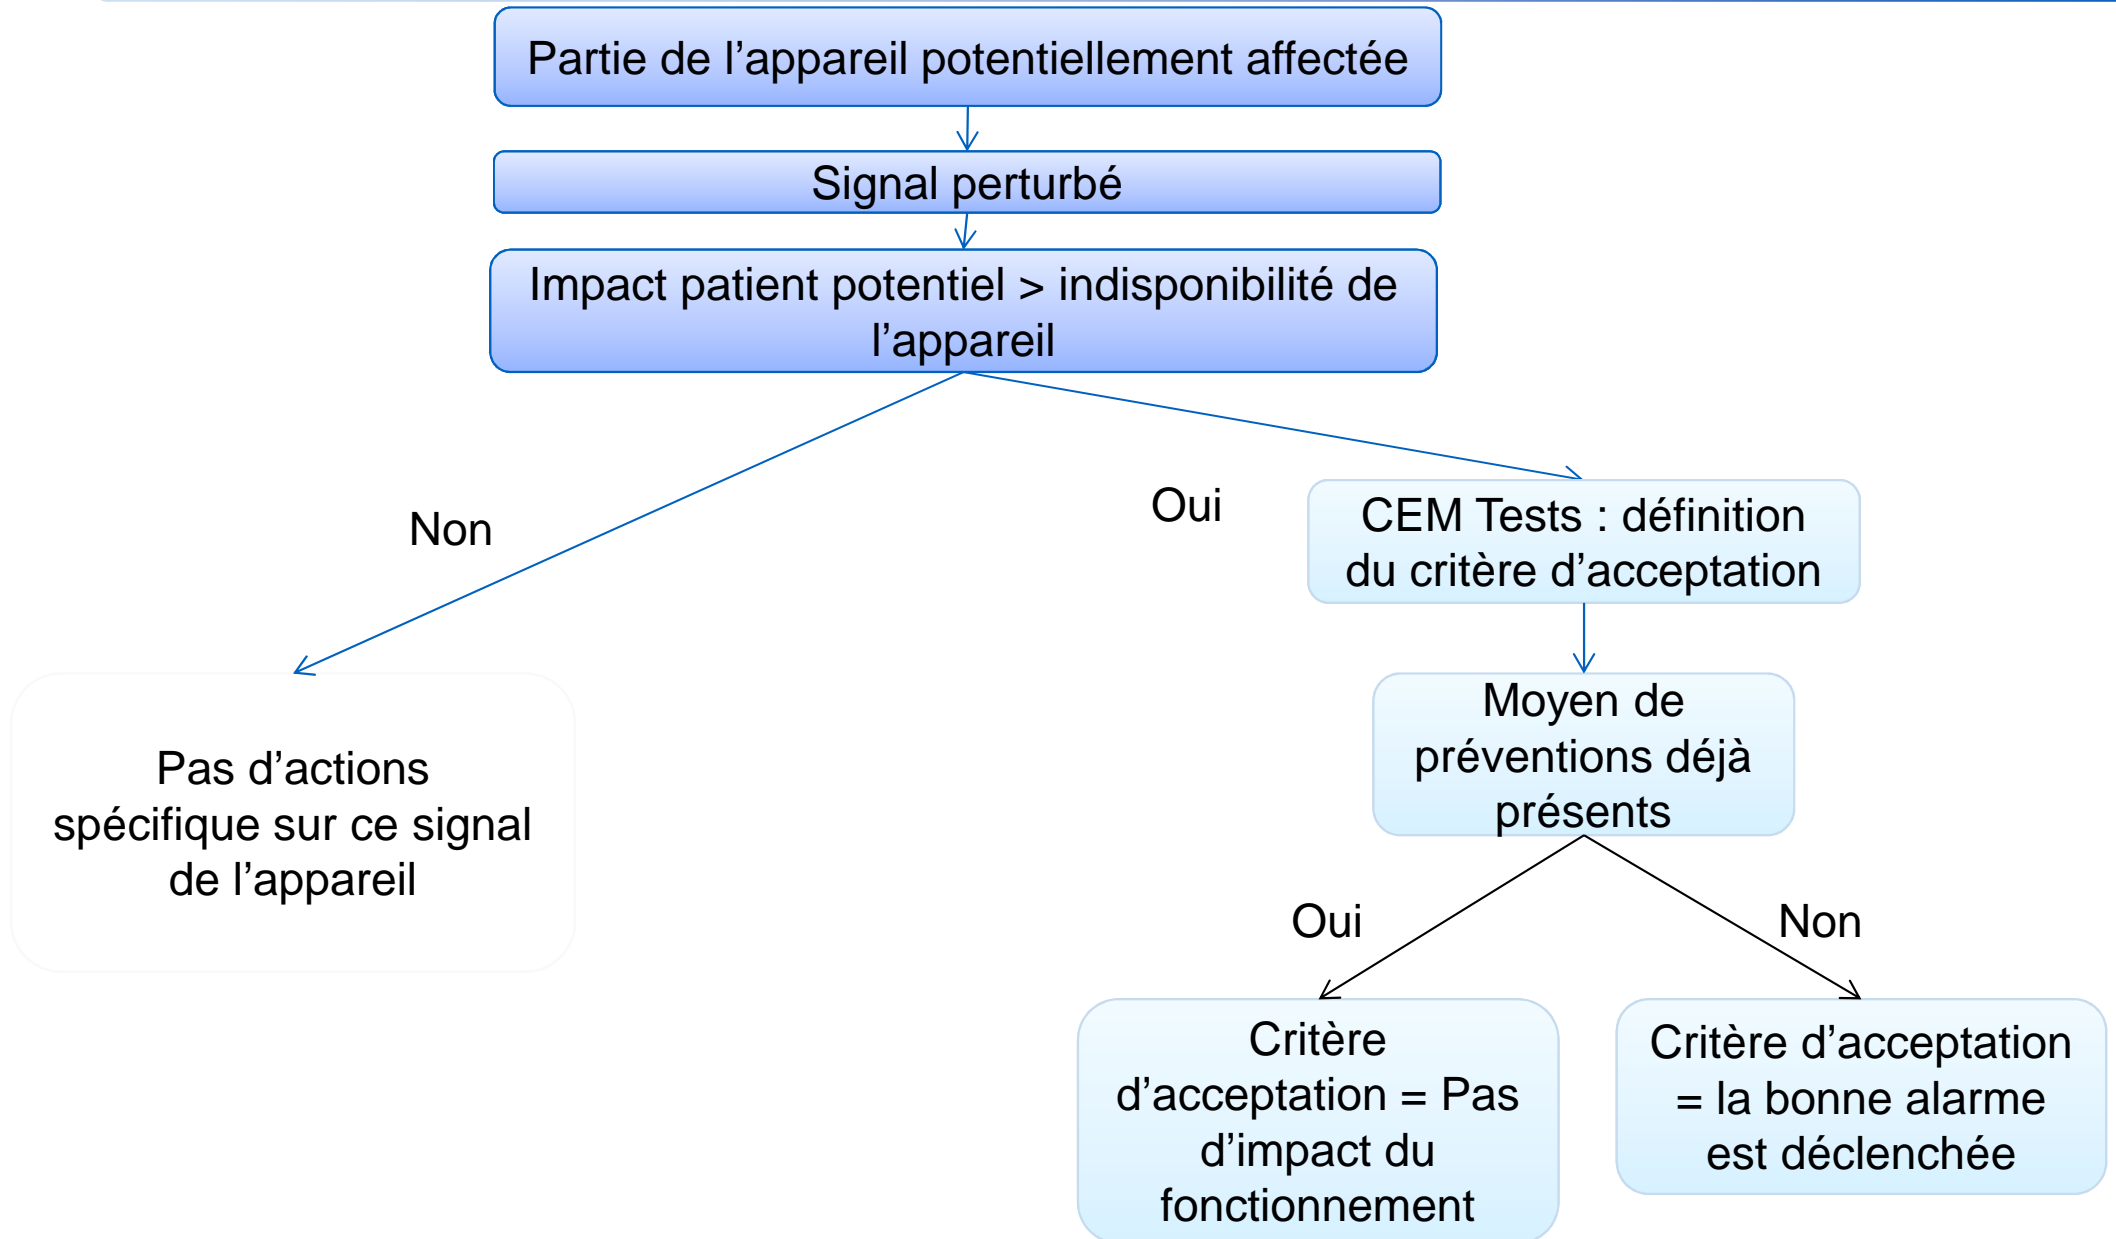 Partie de l’appareil potentiellement affectée
Signal perturbé
Impact patient potentiel > indisponibilité de
l’appareil
Non
Oui
CEM Tests : définition
du critère d’acceptation
Moyen de
préventions déjà
présents
Pas d’actions
spécifique sur ce signal
de l’appareil
Oui
Non
Critère
d’acceptation = Pas
d’impact du
fonctionnement
Critère d’acceptation
= la bonne alarme
est déclenchée